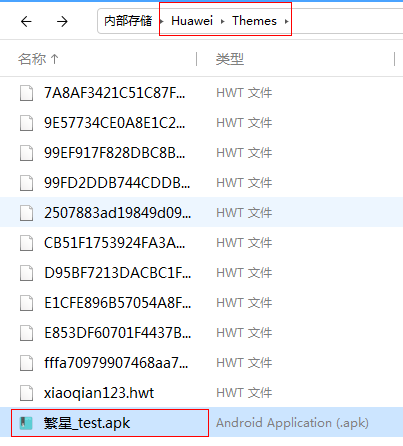 内部存储 Huawei Themes
名称 类型
7A8AF3421C51C87F... HWT 文件
9E57734CE0A8E1C2... HWT 文件
99EF917F828DBC8B... HWT 文件
99FD2DDB744CDDB... HWT 文件
2507883ad19849d09... HWT 文件
CB51F1753924FA3A... HWT 文件
D95BF7213DACBC1F... HWT 文件
E1CFE896B57054A8F... HWT 文件
E853DF60701F4437B... HWT 文件
fffa70979907468aa7... HWT 文件
xiaoqian123.hwt HWT 文件
繁星_test.apk Android Application (.apk)